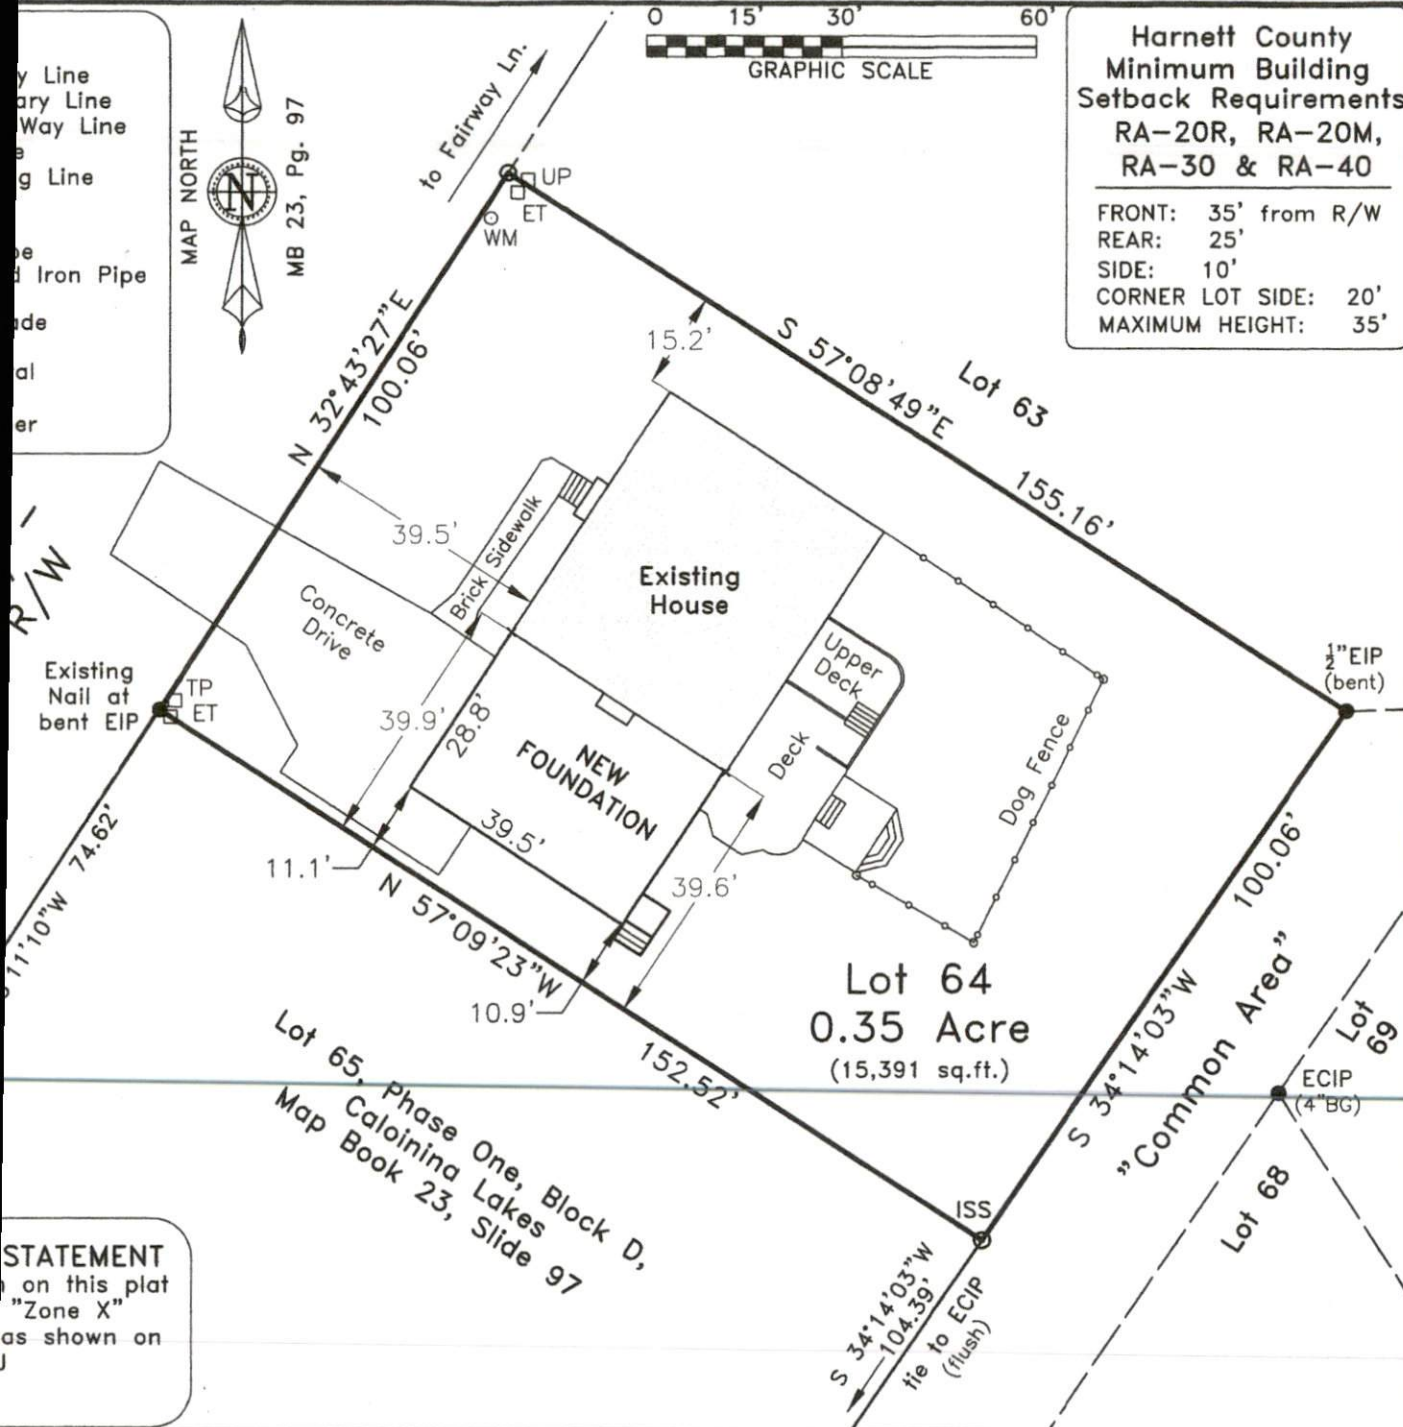 y Line
ary Line
Way Line
e
g Line
pe
d Iron Pipe
ade
al
er
MAP NORTH
N
MB 23, Pg. 97
0 15' 30' 60'
GRAPHIC SCALE
Harnett County
Minimum Building
Setback Requirements
RA-20R, RA-20M,
RA-30 & RA-40
FRONT: 35' from R/W
REAR: 25'
SIDE: 10'
CORNER LOT SIDE: 20'
MAXIMUM HEIGHT: 35'
to Fairway Ln.
UP
ET
WM
N 32°43'27"E
100.06'
15.2'
S 57°08'49"E
155.16'
Lot 63
39.5'
Brick Sidewalk
Existing
House
Concrete
Drive
R/W
Existing
Nail at
bent EIP
TP
ET
39.9'
28.8'
NEW
FOUNDATION
39.5'
Upper
Deck
Deck
Dog Fence
½"EIP
(bent)
11.1'
10.9'
39.6'
74.62'
11'10"W
N 57°09'23"W
152.52'
Lot 64
0.35 Acre
(15,391 sq.ft.)
100.06'
S 34°14'03"W
"Common Area"
Lot
69
ECIP
(4"BG)
Lot 68
Lot 65, Phase One, Block D,
Caloinina Lakes
Map Book 23, Slide 97
ISS
S 34°14'03"W
104.39'
tie to ECIP
(flush)
STATEMENT
on this plat
"Zone X"
as shown on
J